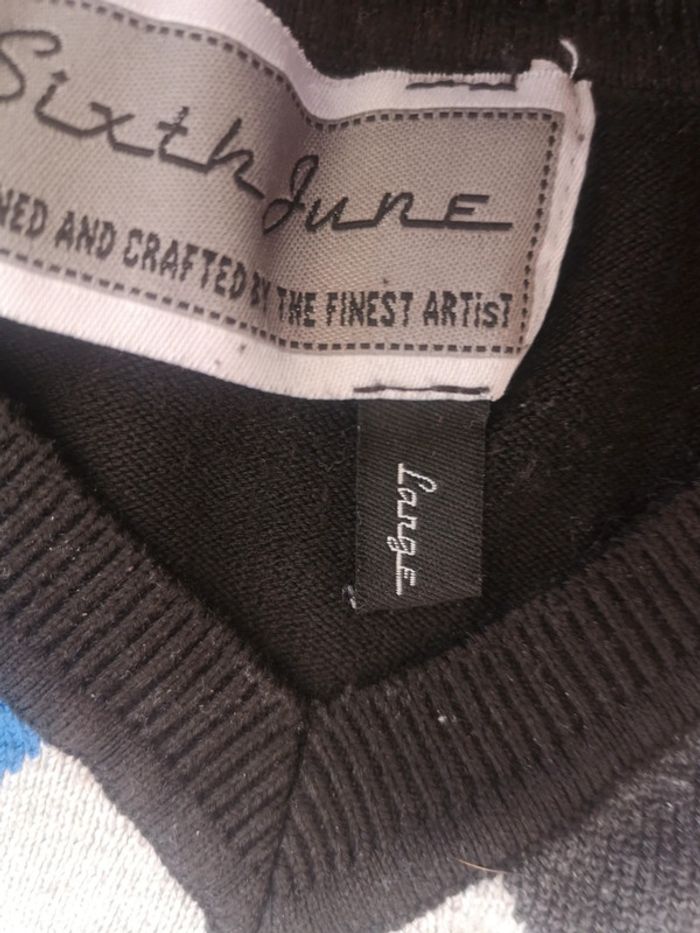 Sixth June
NED AND CRAFTED BY THE FINEST ARTisT
Large